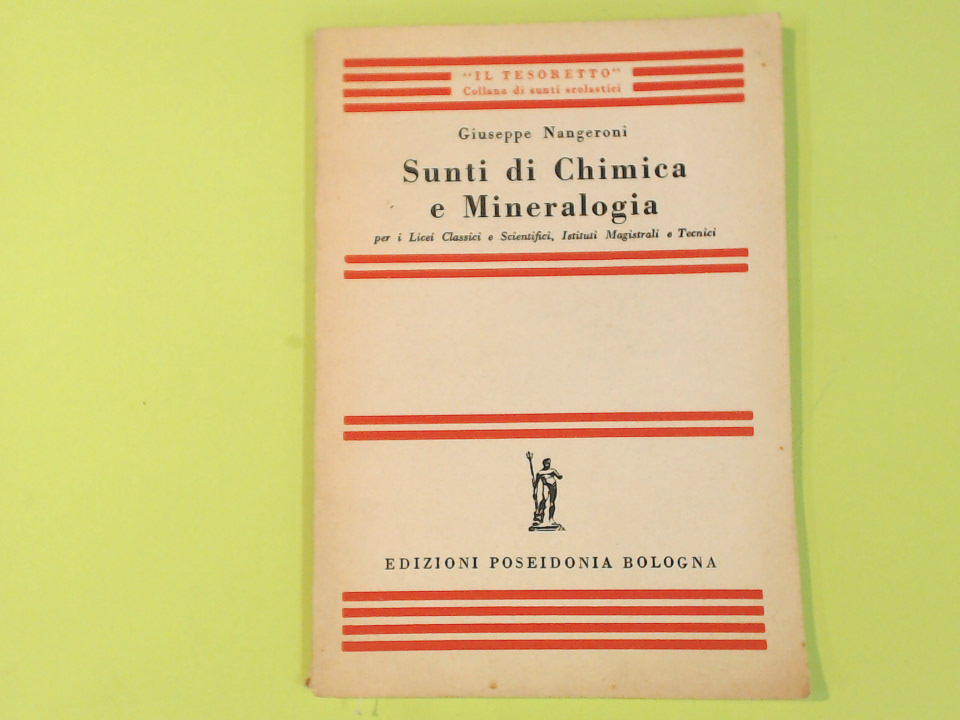 "IL TESORETTO"
Collana di sunti scolastici
Giuseppe Nangeroni
Sunti di Chimica
e Mineralogia
per i Licei Classici e Scientifici, Istituti Magistrali e Tecnici
EDIZIONI POSEIDONIA BOLOGNA